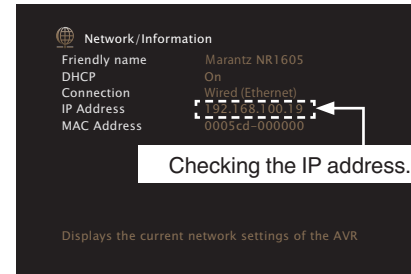 Network/Information
Friendly name Marantz NR1605
DHCP On
Connection Wired (Ethernet)
IP Address 192.168.100.19
MAC Address 0005cd-000000
Checking the IP address.
Displays the current network settings of the AVR